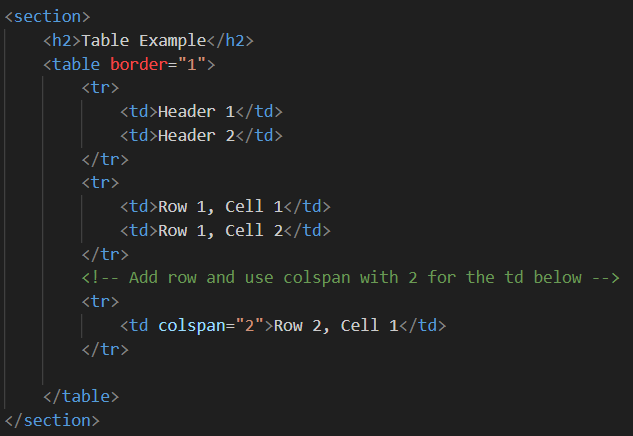 <section>
<h2>Table Example</h2>
<table border="1">
<tr>
<td>Header 1</td>
<td>Header 2</td>
</tr>
<tr>
<td>Row 1, Cell 1</td>
<td>Row 1, Cell 2</td>
</tr>
<!-- Add row and use colspan with 2 for the td below -->
<tr>
<td colspan="2">Row 2, Cell 1</td>
</tr>
</table>
</section>